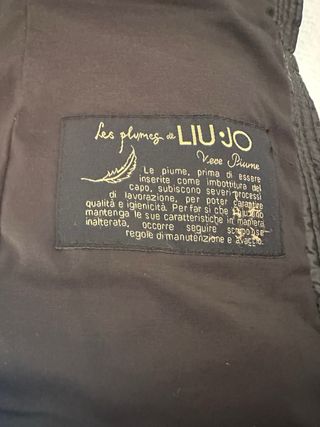 Les plumes de LIU·JO
Vere Piume
Le piume, prima di essere
inserite come imbottitura del
capo, subiscono severi processi
di lavorazione, per poter garantire
qualità e igienicità. Per far sì che il
mantenga le sue caratteristiche in maniera
inalterata, occorre seguire
regole di manutenzione e